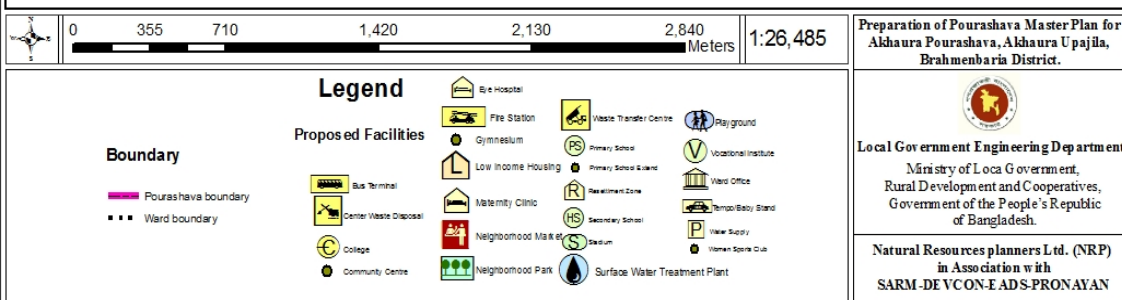 0 355 710 1,420 2,130 2,840
Meters
1:26,485
Legend
Boundary
Pourashava boundary
Ward boundary
Proposed Facilities
Bus Terminal
Center Waste Disposal
€ College
Community Centre
Eye Hospital
Fire Station
Gymnesium
L Low Income Housing
Maternity Clinic
Neighborhood Market
Neighborhood Park
Waste Transfer Centre
PS Primary School
Primary School Extend
R Resettlment Zone
HS Secondary School
S Stadium
Surface Water Treatment Plant
Playground
V Vocational Institute
Ward Office
Tempo/Baby Stand
P Water Supply
Women Sports Club
Preparation of Pourashava Master Plan for
Akhaura Pourashava, Akhaura Upajila,
Brahmenbaria District.
Local Government Engineering Department
Ministry of Loca Government,
Rural Development and Cooperatives,
Government of the People's Republic
of Bangladesh.
Natural Resources planners Ltd. (NRP)
in Association with
SARM-DEVCON-EADS-PRONAYAN